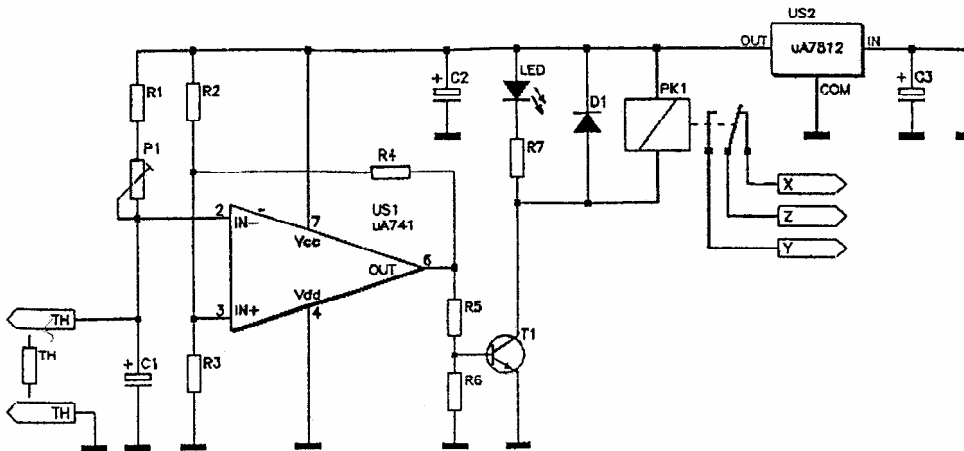 US2
OUT
uA7812
IN
COM
R1
R2
C2
LED
D1
PK1
C3
P1
R4
R7
US1
uA741
2
IN-
-
7
Vcc
6
OUT
X
Z
Y
3
IN+
Vdd
4
R5
T1
TH
TH
C1
R3
R6
TH
+
+
+